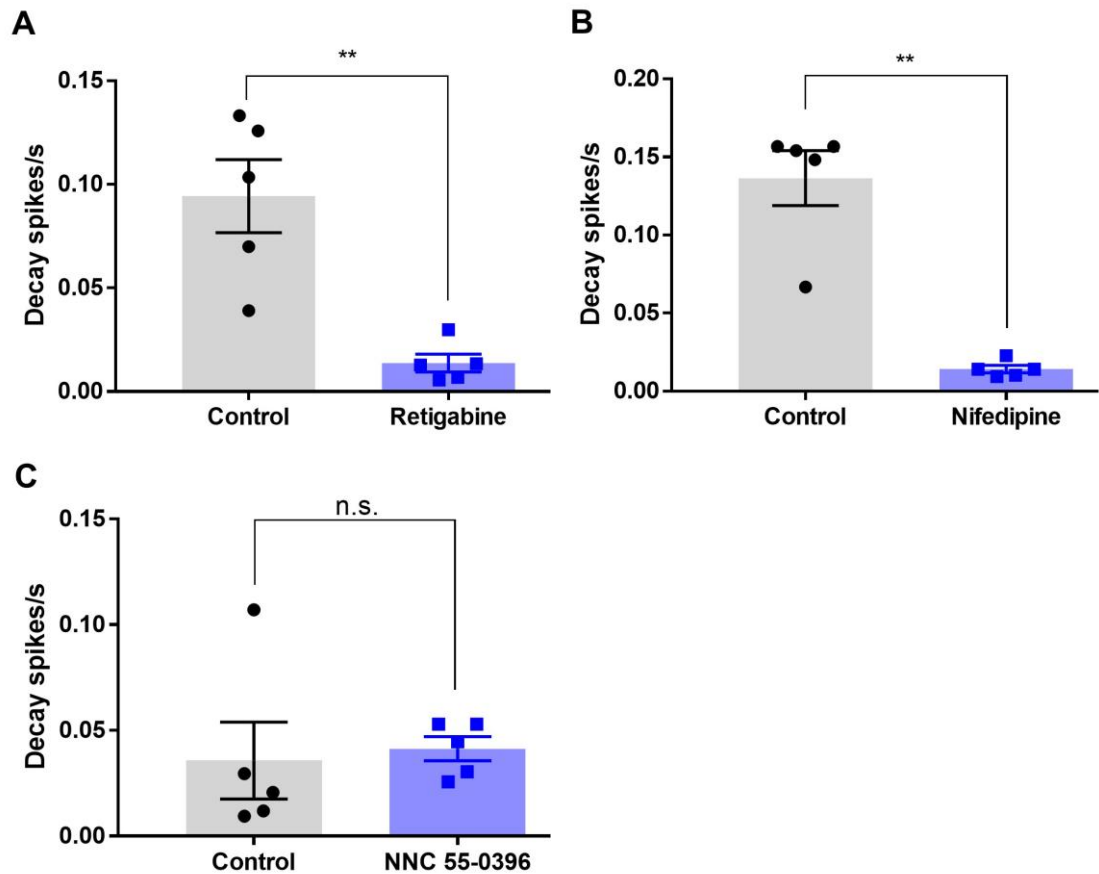 A
**
Decay spikes/s
0.15
0.10
0.05
0.00
Control Retigabine
B
**
Decay spikes/s
0.20
0.15
0.10
0.05
0.00
Control Nifedipine
C
n.s.
Decay spikes/s
0.15
0.10
0.05
0.00
Control NNC 55-0396